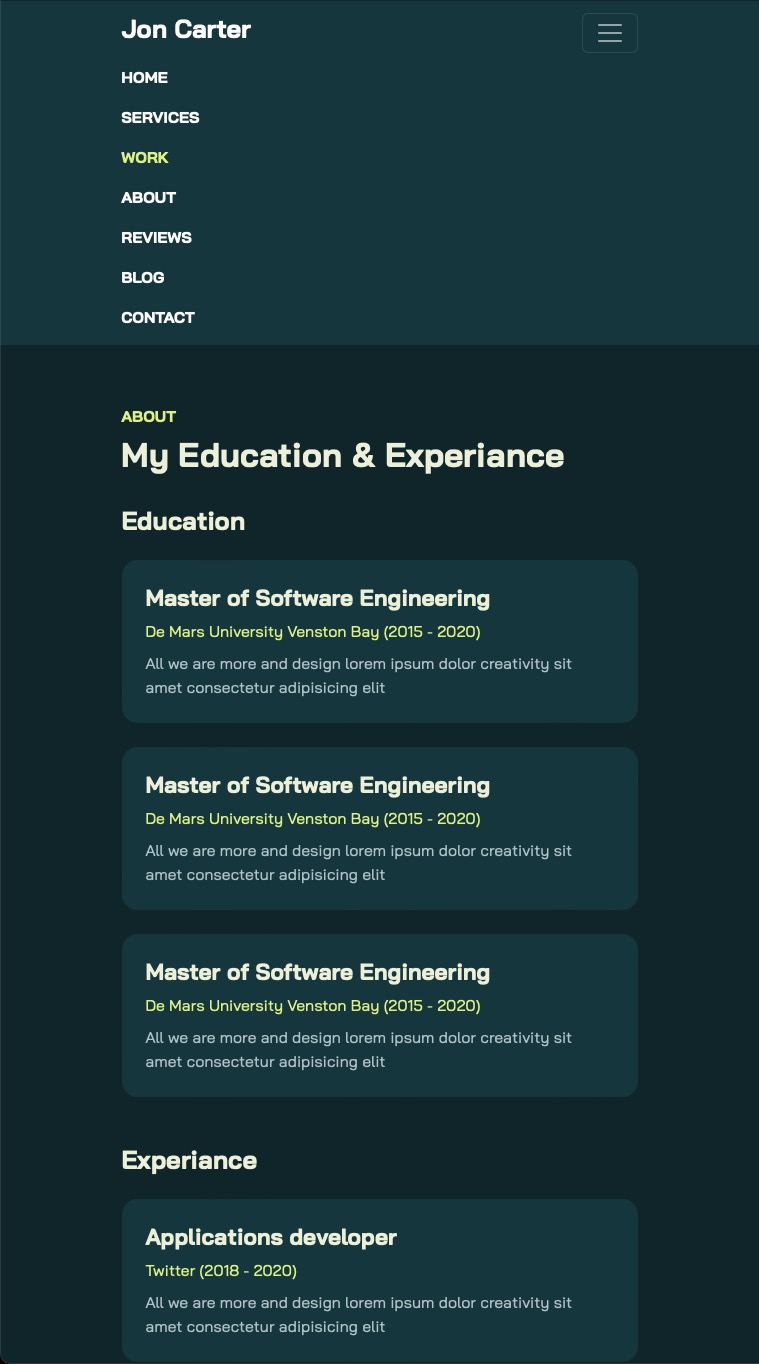 Jon Carter
HOME
SERVICES
WORK
ABOUT
REVIEWS
BLOG
CONTACT
ABOUT
My Education & Experiance
Education
Master of Software Engineering
De Mars University Venston Bay (2015 - 2020)
All we are more and design lorem ipsum dolor creativity sit
amet consectetur adipisicing elit
Master of Software Engineering
De Mars University Venston Bay (2015 - 2020)
All we are more and design lorem ipsum dolor creativity sit
amet consectetur adipisicing elit
Master of Software Engineering
De Mars University Venston Bay (2015 - 2020)
All we are more and design lorem ipsum dolor creativity sit
amet consectetur adipisicing elit
Experiance
Applications developer
Twitter (2018 - 2020)
All we are more and design lorem ipsum dolor creativity sit
amet consectetur adipisicing elit